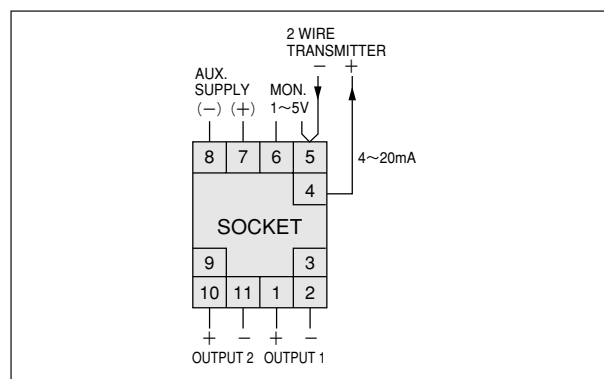 2 WIRE
TRANSMITTER
− +
AUX.
SUPPLY
(−) (+)
MON.
1~5V
8 7 6 5
4~20mA
4
SOCKET
9 3
10 11 1 2
+ − + −
OUTPUT 2 OUTPUT 1